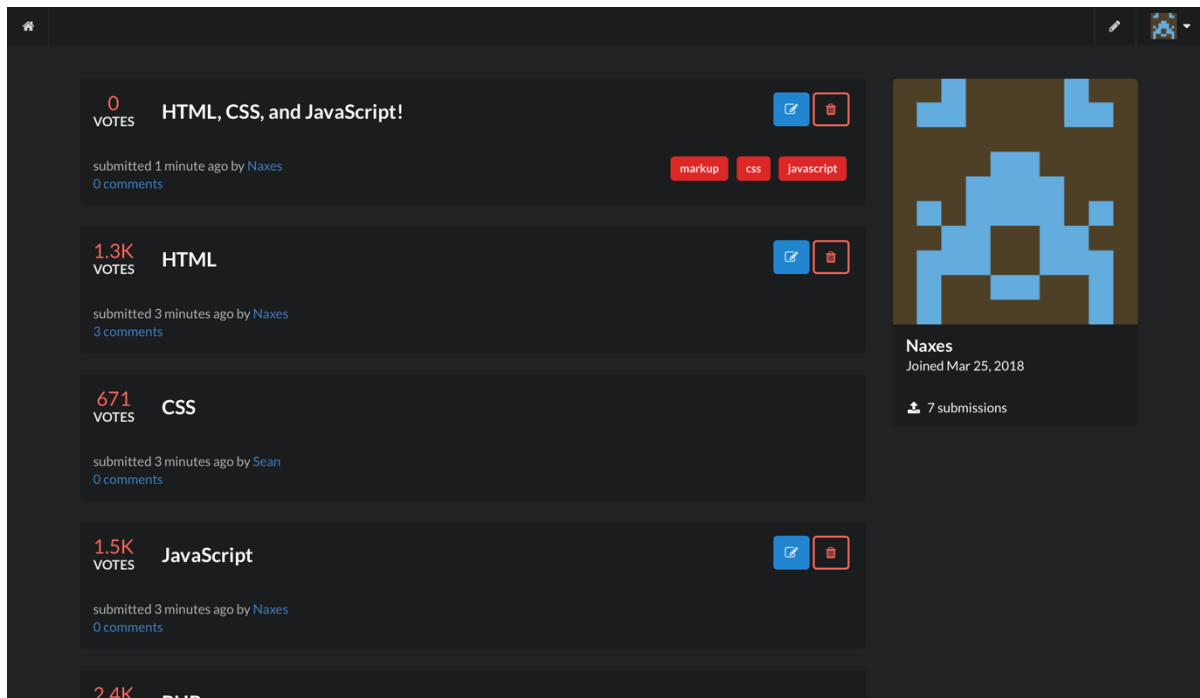 0
VOTES
HTML, CSS, and JavaScript!
submitted 1 minute ago by Naxes
0 comments
markup css javascript
1.3K
VOTES
HTML
submitted 3 minutes ago by Naxes
3 comments
671
VOTES
CSS
submitted 3 minutes ago by Sean
0 comments
1.5K
VOTES
JavaScript
submitted 3 minutes ago by Naxes
0 comments
2.4K
PHP
Naxes
Joined Mar 25, 2018
7 submissions